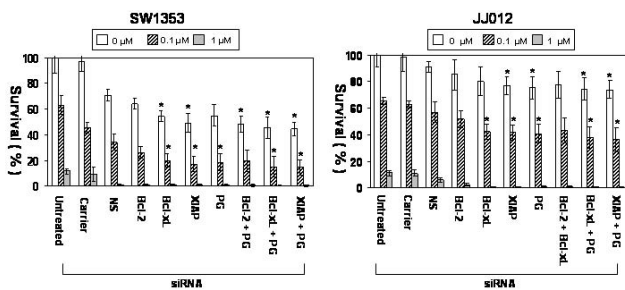 SW1353
0 µM 0.1 µM 1 µM
Survival ( % )
100
80
60
40
20
0
* * * * *
* * * * *
Untreated
Carrier
NS
Bcl-2
Bcl-xL
XIAP
PG
Bcl-2 + PG
Bcl-xL + PG
XIAP + PG
siRNA
JJ012
0 µM 0.1 µM 1 µM
Survival ( % )
100
80
60
40
20
0
* * * *
* * * * *
Untreated
Carrier
NS
Bcl-2
Bcl-xL
XIAP
PG
Bcl-2 + Bcl-xL
Bcl-xL + PG
XIAP + PG
siRNA